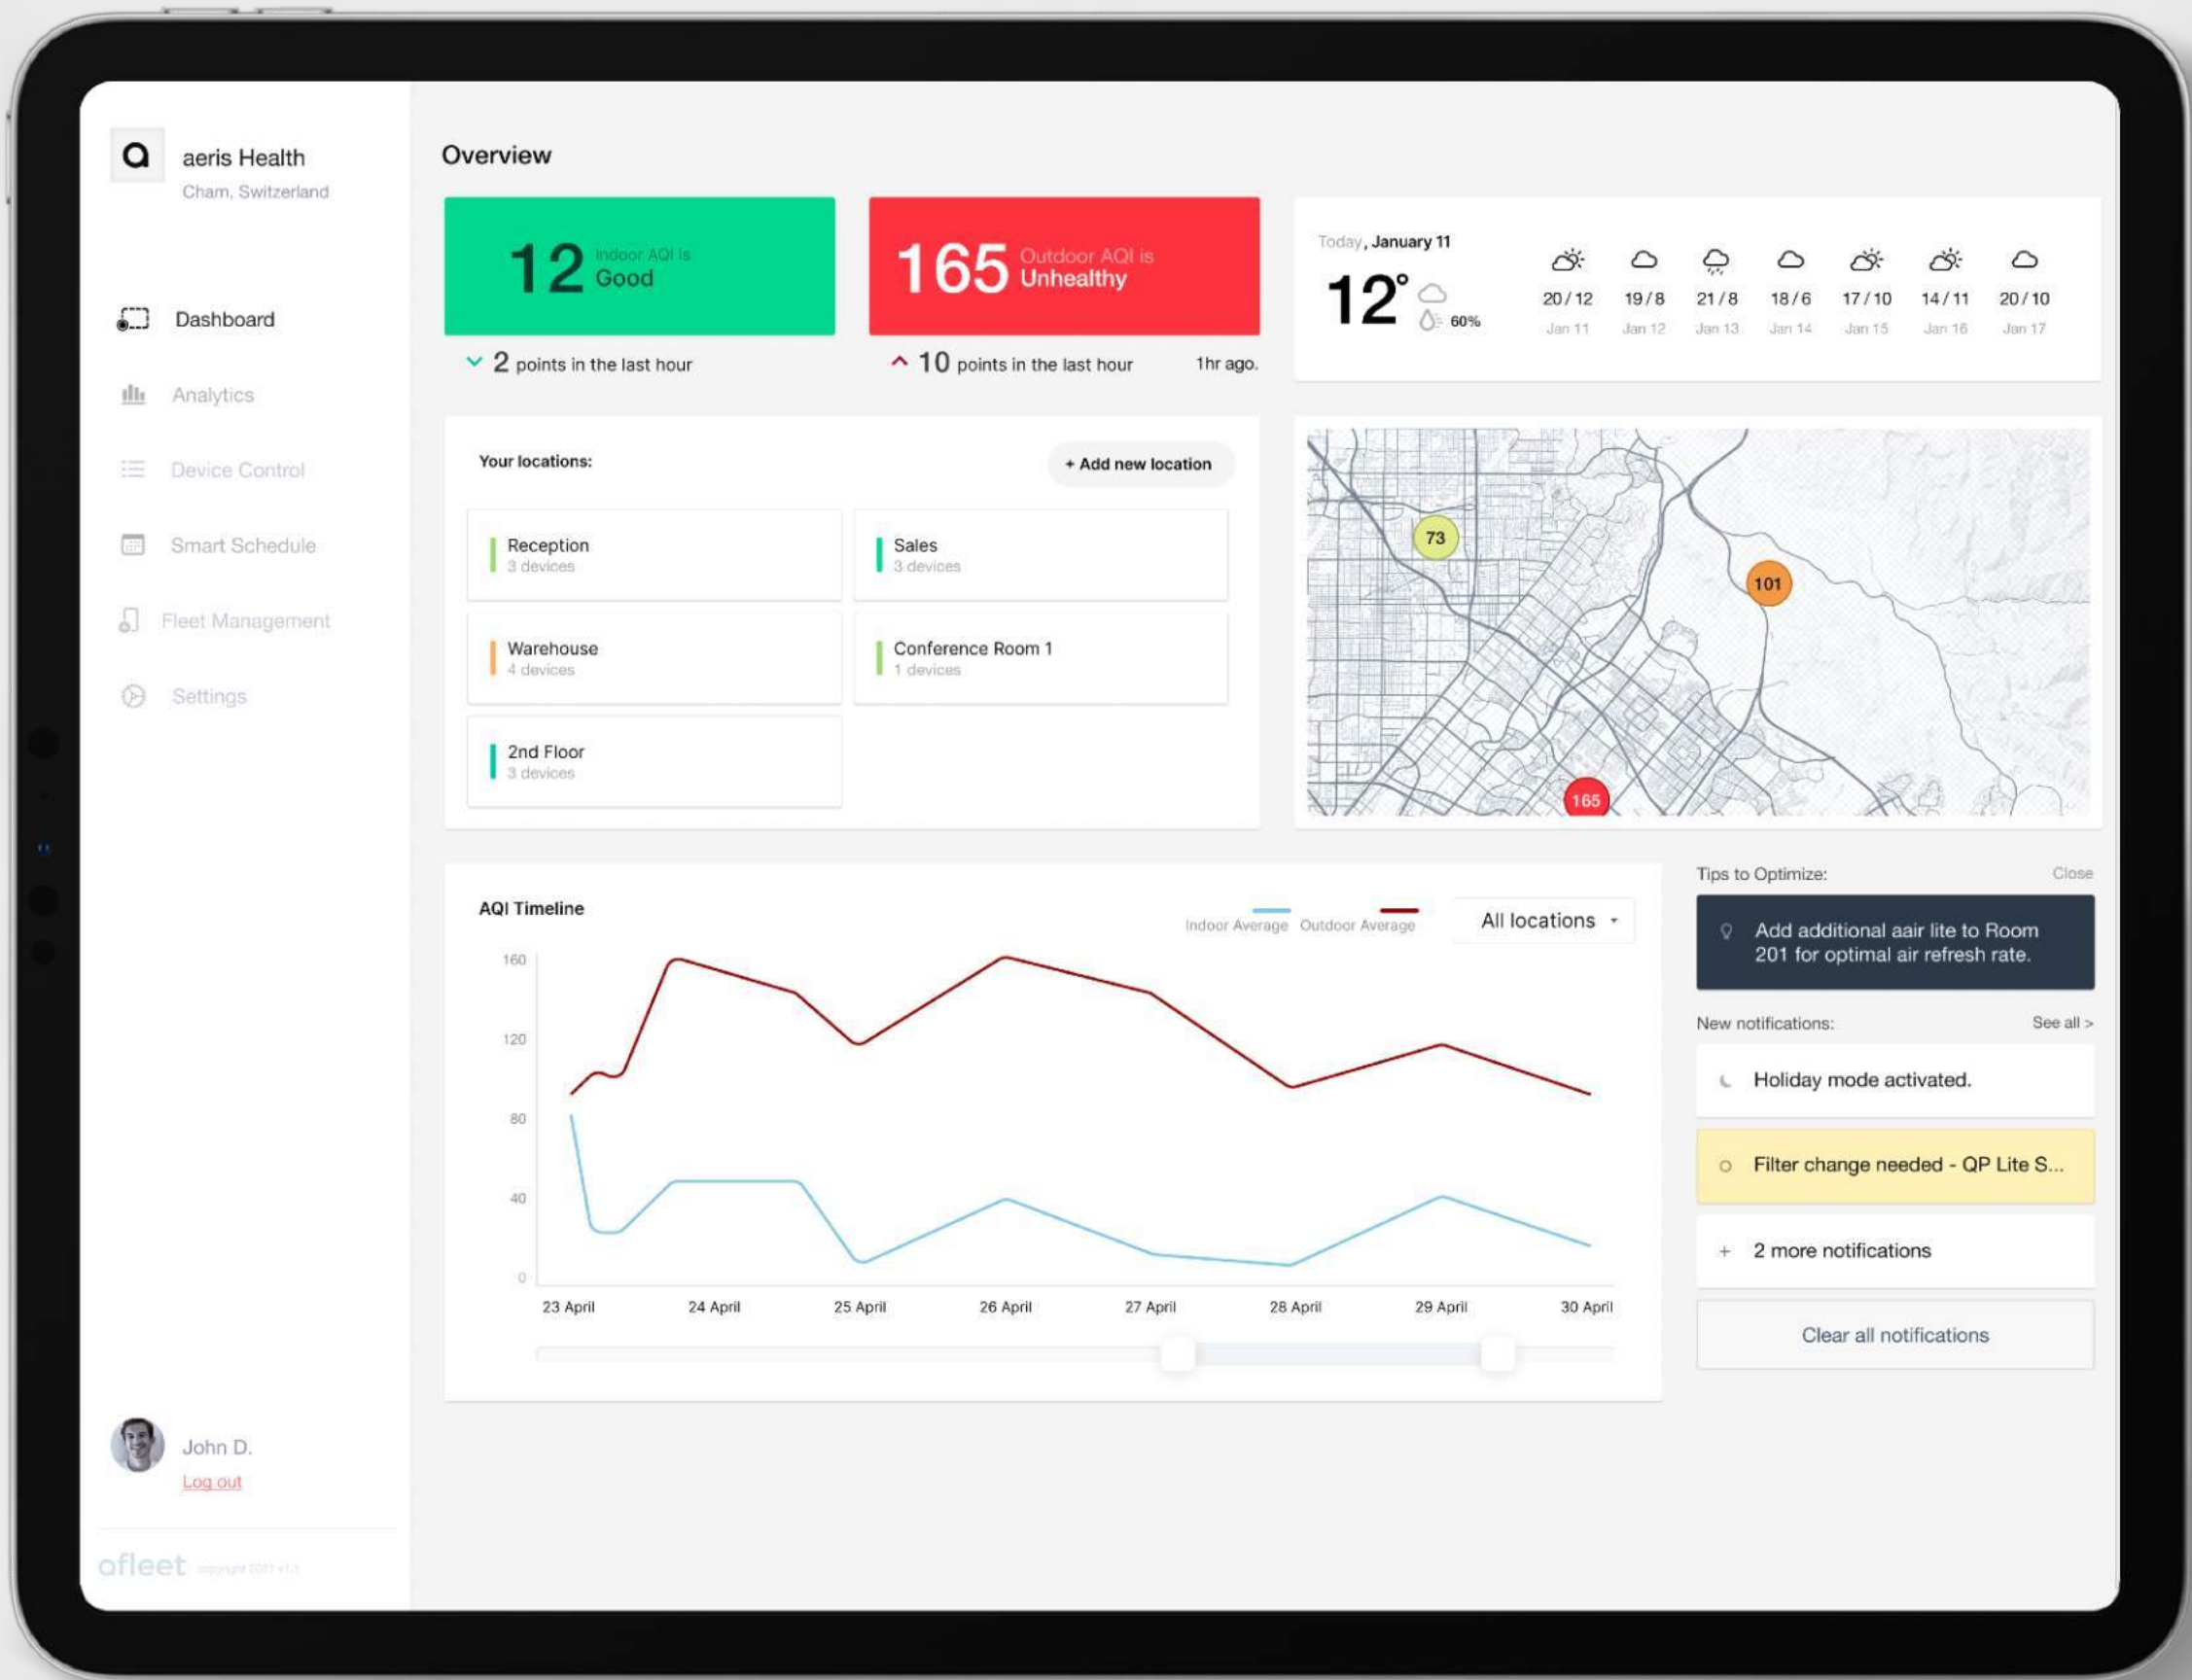 a
aeris Health
Cham, Switzerland
Dashboard
Analytics
Device Control
Smart Schedule
Fleet Management
Settings
John D.
Log out
afleet copyright 2021 v1.1
Overview
12 Indoor AQI is
Good
2 points in the last hour
165 Outdoor AQI is
Unhealthy
10 points in the last hour 1hr ago.
Today, January 11
12° 60%
20/12 19/8 21/8 18/6 17/10 14/11 20/10
Jan 11 Jan 12 Jan 13 Jan 14 Jan 15 Jan 16 Jan 17
Your locations:
+ Add new location
Reception
3 devices
Sales
3 devices
Warehouse
4 devices
Conference Room 1
1 devices
2nd Floor
3 devices
73
101
165
AQI Timeline
Indoor Average Outdoor Average
All locations
160
120
80
40
0
23 April 24 April 25 April 26 April 27 April 28 April 29 April 30 April
Tips to Optimize: Close
Add additional aair lite to Room
201 for optimal air refresh rate.
New notifications: See all >
Holiday mode activated.
Filter change needed - QP Lite S...
+ 2 more notifications
Clear all notifications